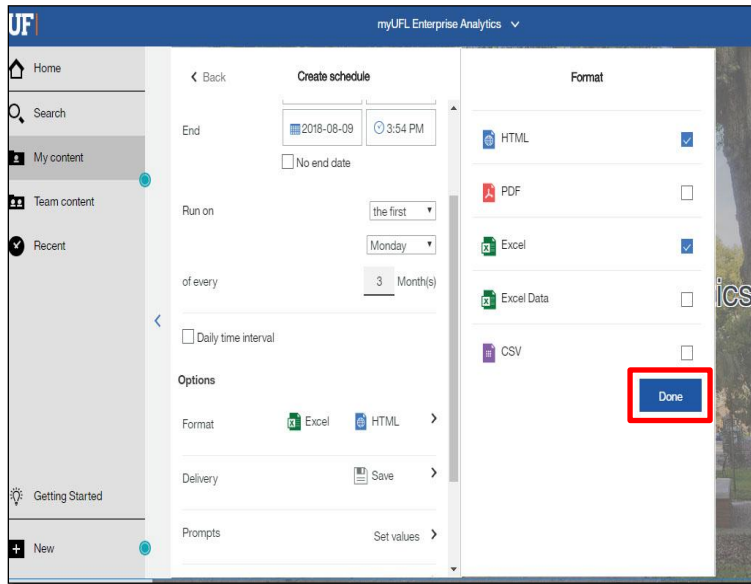 UF
myUFL Enterprise Analytics
Home
Search
My content
Team content
Recent
Getting Started
New
Back
Create schedule
End
2018-08-09
3:54 PM
No end date
Run on
the first
Monday
of every
3 Month(s)
Daily time interval
Options
Format
Excel
HTML
Delivery
Save
Prompts
Set values
Format
HTML
PDF
Excel
Excel Data
CSV
Done
ics